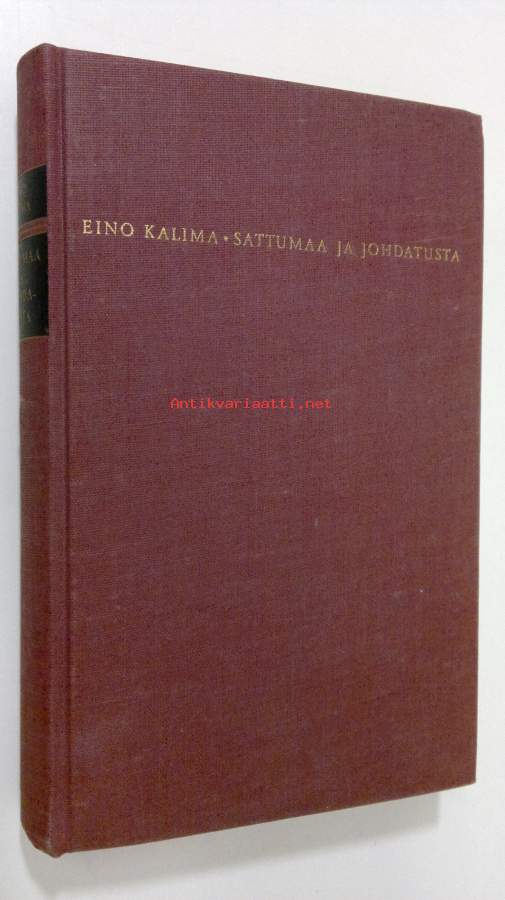 EINO KALIMA • SATTUMAA JA JOHDATUSTA
Antikvariaatti.net